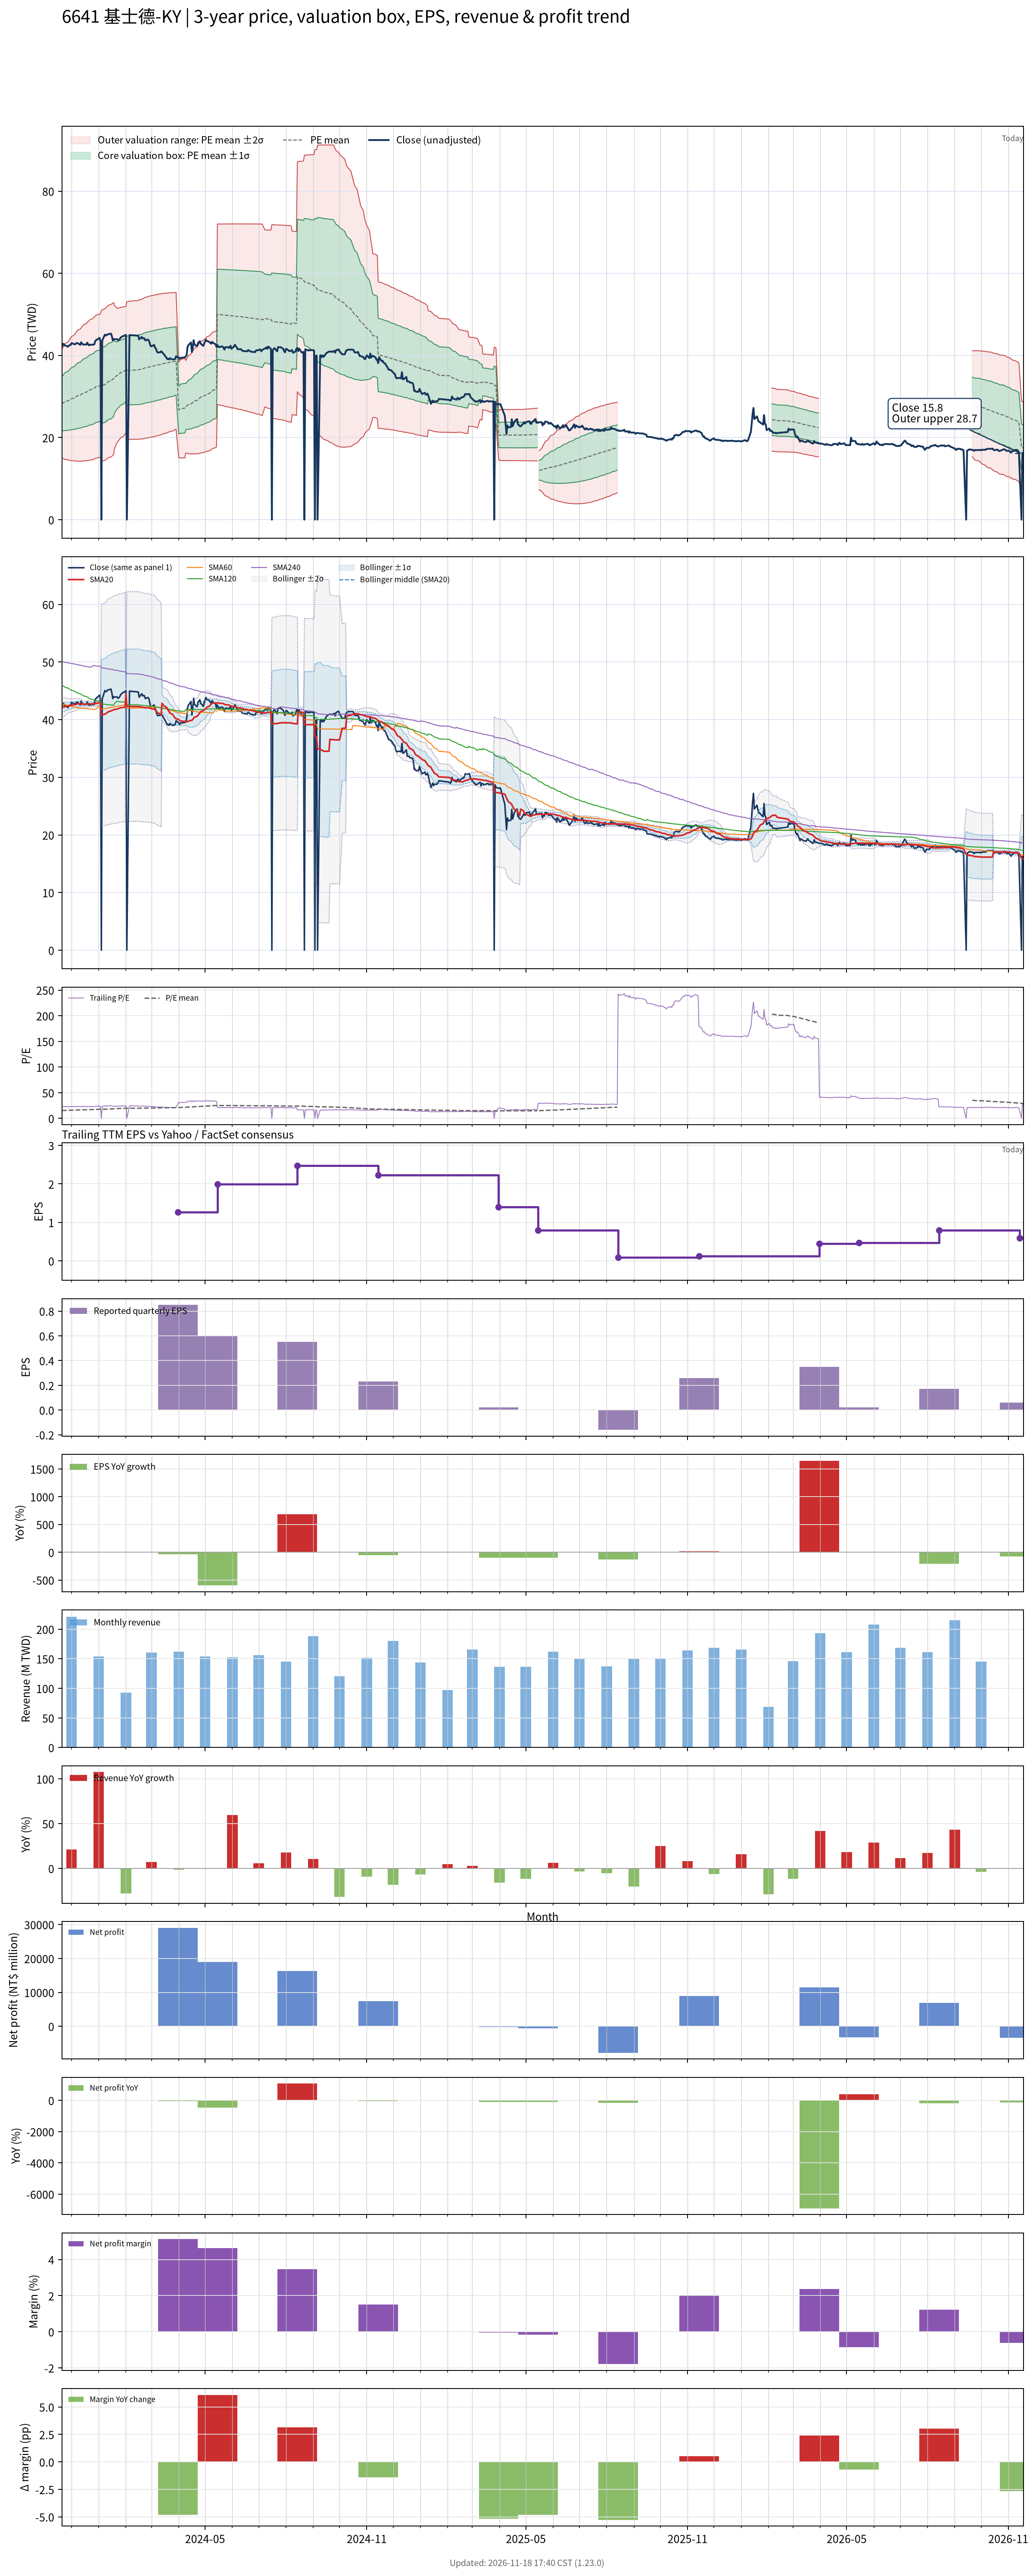 6641 基士德-KY | 3-year price, valuation box, EPS, revenue & profit trend
Outer valuation range: PE mean ±2σ
PE mean
Close (unadjusted)
Core valuation box: PE mean ±1σ
Today
Price (TWD)
80
60
40
20
0
Close 15.8
Outer upper 28.7
Close (same as panel 1)
SMA60
SMA240
Bollinger ±1σ
SMA20
SMA120
Bollinger ±2σ
Bollinger middle (SMA20)
Price
60
50
40
30
20
10
0
Trailing P/E
P/E mean
P/E
250
200
150
100
50
0
Trailing TTM EPS vs Yahoo / FactSet consensus
Today
EPS
3
2
1
0
Reported quarterly EPS
EPS
0.8
0.6
0.4
0.2
0.0
-0.2
EPS YoY growth
YoY (%)
1500
1000
500
0
-500
Monthly revenue
Revenue (M TWD)
200
150
100
50
0
Revenue YoY growth
YoY (%)
100
50
0
Month
Net profit
Net profit (NT$ million)
30000
20000
10000
0
Net profit YoY
YoY (%)
0
-2000
-4000
-6000
Net profit margin
Margin (%)
4
2
0
-2
Margin YoY change
Δ margin (pp)
5.0
2.5
0.0
-2.5
-5.0
2024-05
2024-11
2025-05
2025-11
2026-05
2026-11
Updated: 2026-11-18 17:40 CST (1.23.0)